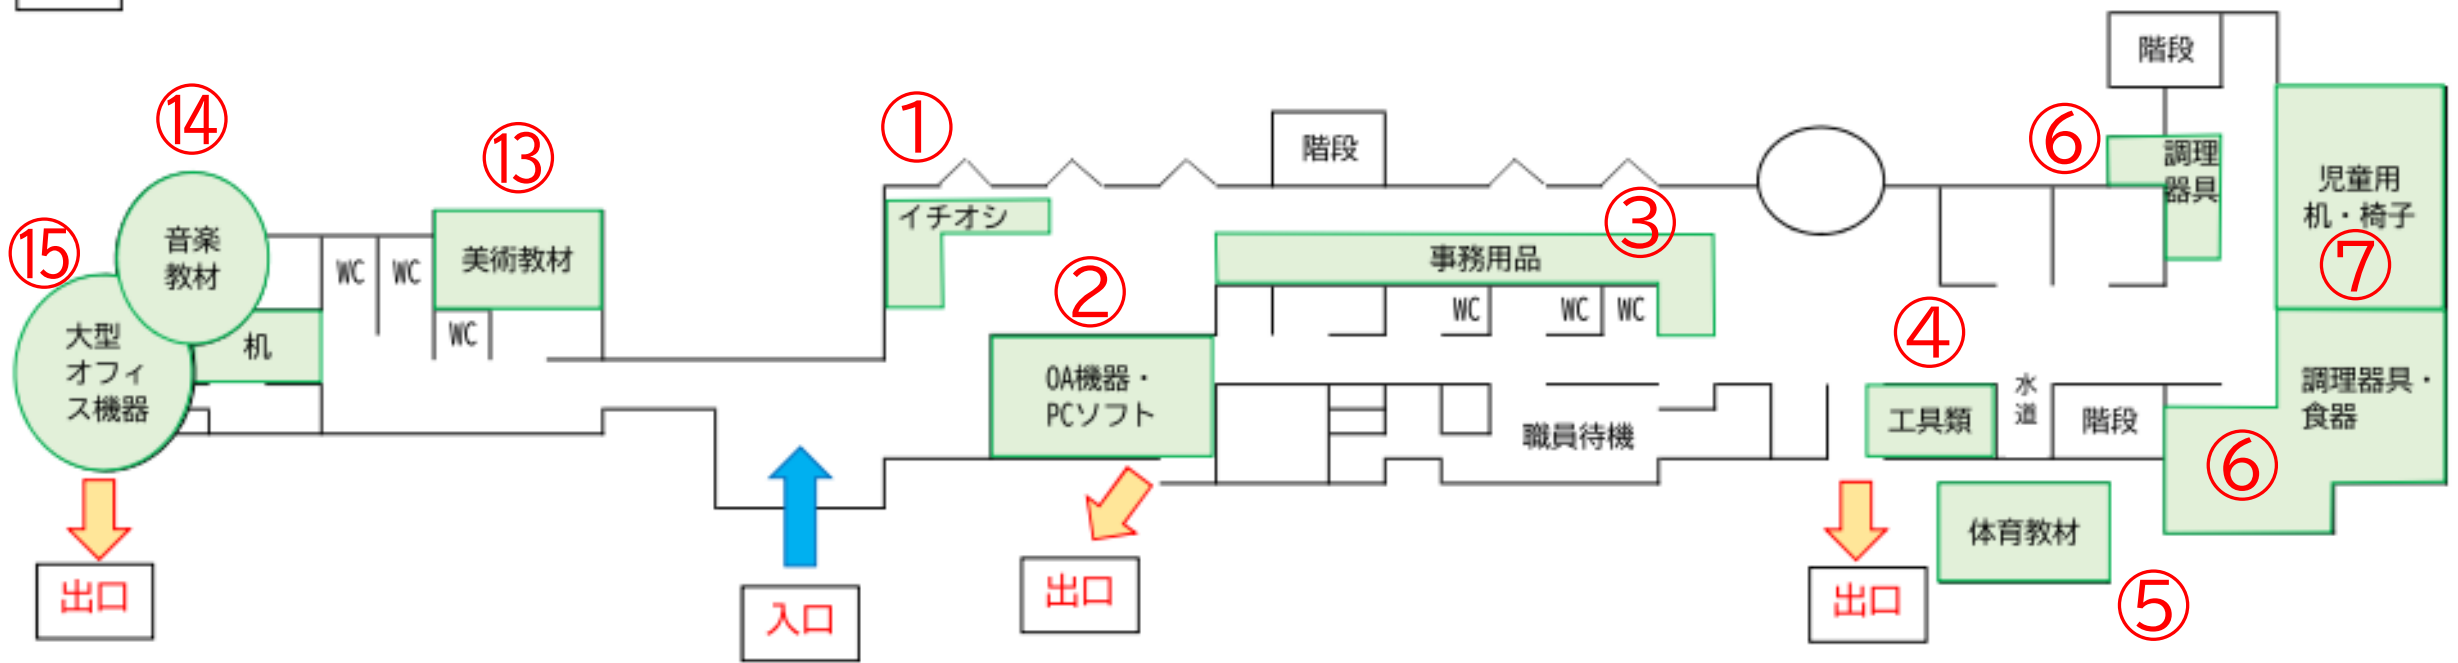 階段
⑭
①
⑬
⑥
階段
調理
器具
児童用
机・椅子
⑦
⑮
音楽
教材
WC
WC
美術教材
イチオシ
③
事務用品
②
WC
WC
WC
WC
大型
オフィ
ス機器
机
④
OA機器・
PCソフト
職員待機
工具類
水
道
階段
調理器具・
食器
⑥
体育教材
⑤
出口
入口
出口
出口